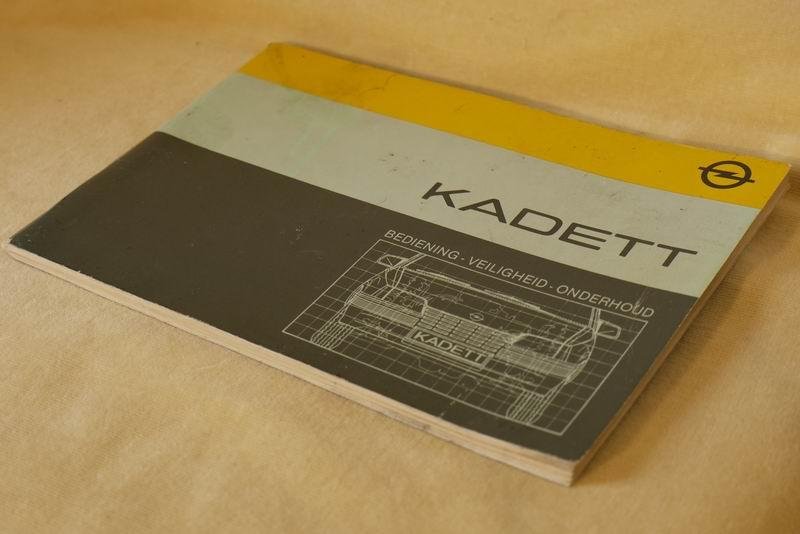 KADETT
BEDIENING · VEILIGHEID · ONDERHOUD
KADETT